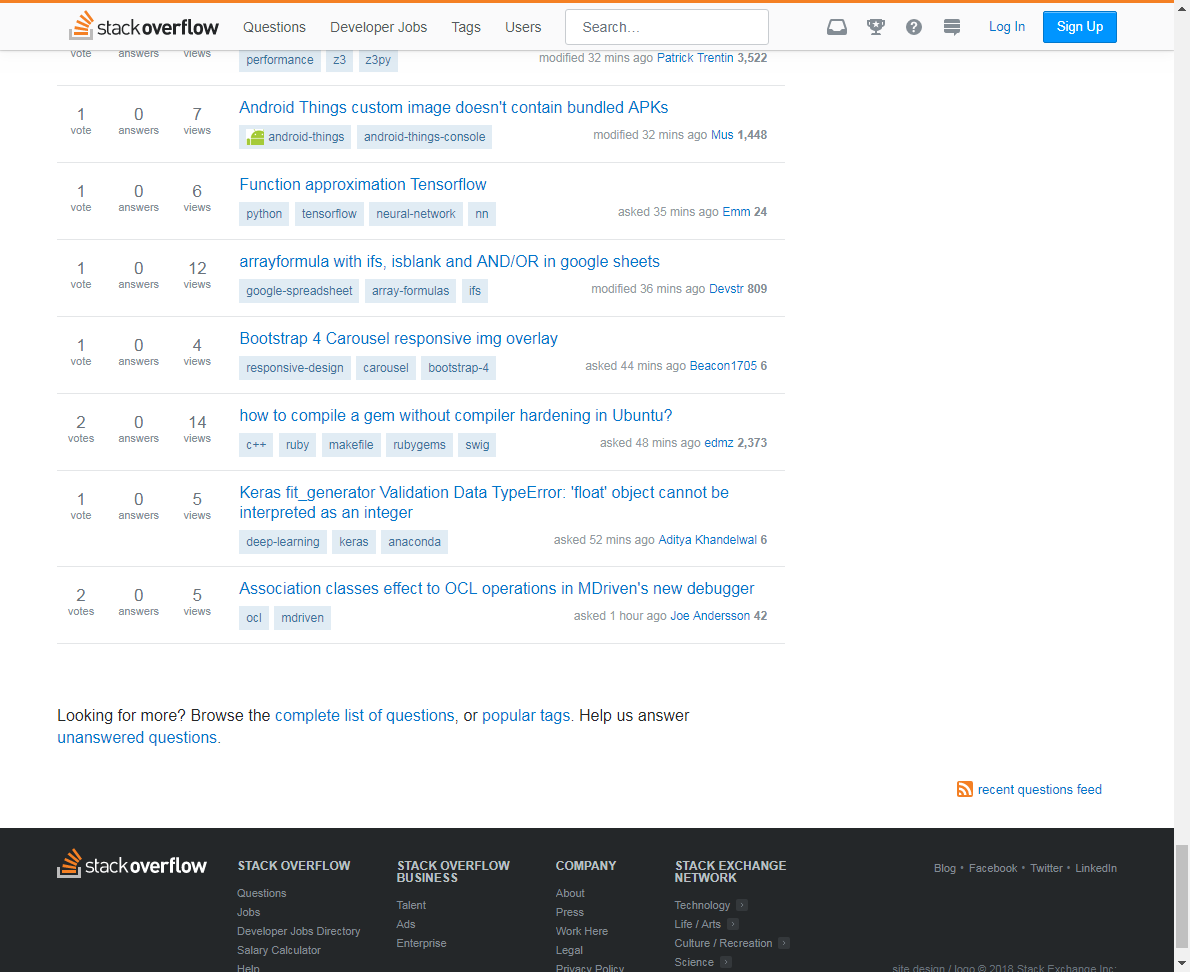 stack overflow Questions Developer Jobs Tags Users Search... Log In Sign Up
vote answers views
performance z3 z3py modified 32 mins ago Patrick Trentin 3,522
1 0 7 Android Things custom image doesn't contain bundled APKs
vote answers views
android-things android-things-console modified 32 mins ago Mus 1,448
1 0 6 Function approximation Tensorflow
vote answers views
python tensorflow neural-network nn asked 35 mins ago Emm 24
1 0 12 arrayformula with ifs, isblank and AND/OR in google sheets
vote answers views
google-spreadsheet array-formulas ifs modified 36 mins ago Devstr 809
1 0 4 Bootstrap 4 Carousel responsive img overlay
vote answers views
responsive-design carousel bootstrap-4 asked 44 mins ago Beacon1705 6
2 0 14 how to compile a gem without compiler hardening in Ubuntu?
votes answers views
c++ ruby makefile rubygems swig asked 48 mins ago edmz 2,373
1 0 5 Keras fit_generator Validation Data TypeError: 'float' object cannot be
vote answers views interpreted as an integer
deep-learning keras anaconda asked 52 mins ago Aditya Khandelwal 6
2 0 5 Association classes effect to OCL operations in MDriven's new debugger
votes answers views
ocl mdriven asked 1 hour ago Joe Andersson 42
Looking for more? Browse the complete list of questions, or popular tags. Help us answer
unanswered questions.
recent questions feed
stack overflow
STACK OVERFLOW
Questions
Jobs
Developer Jobs Directory
Salary Calculator
Help
STACK OVERFLOW
BUSINESS
Talent
Ads
Enterprise
COMPANY
About
Press
Work Here
Legal
Privacy Policy
STACK EXCHANGE
NETWORK
Technology
Life / Arts
Culture / Recreation
Science
Blog • Facebook • Twitter • LinkedIn
site design / logo © 2018 Stack Exchange Inc;